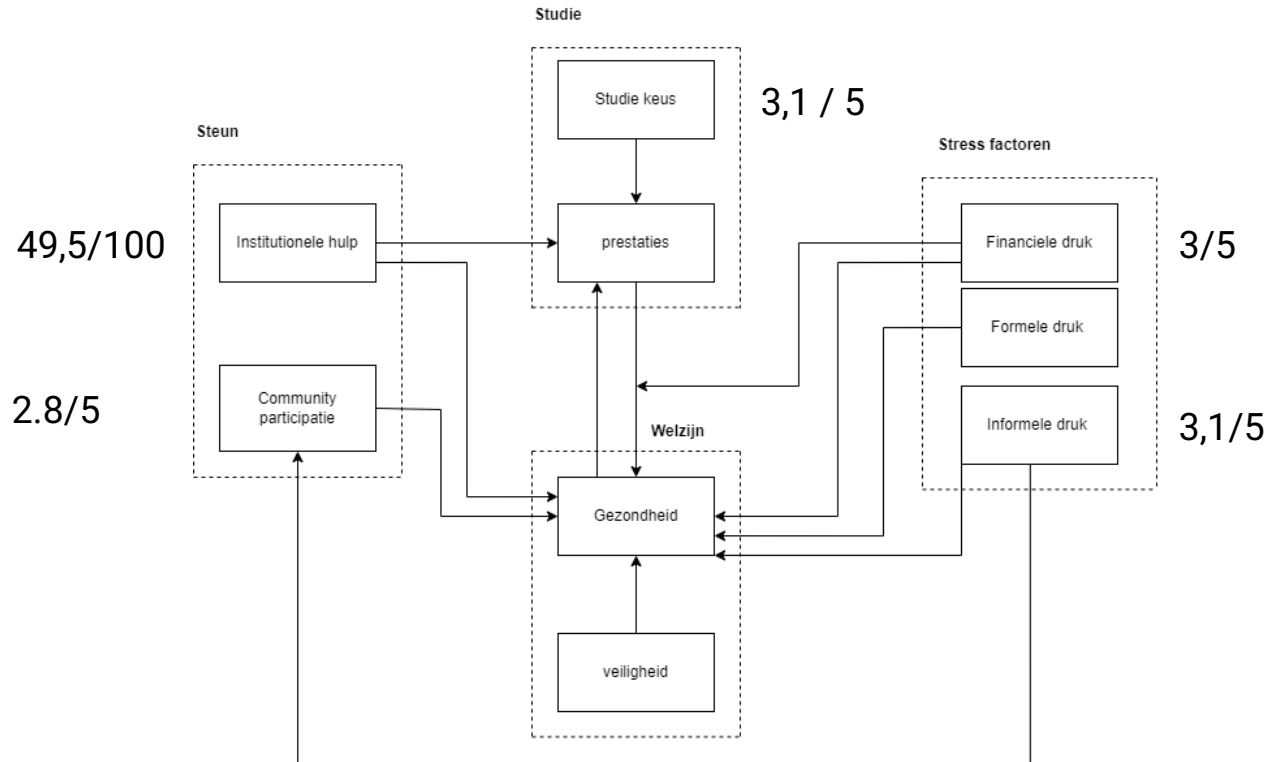 Studie
Studie keus
3,1 / 5
Steun
Stress factoren
49,5/100
Institutionele hulp
prestaties
Financiele druk
3/5
Formele druk
2.8/5
Community
participatie
Informele druk
3,1/5
Welzijn
Gezondheid
veiligheid